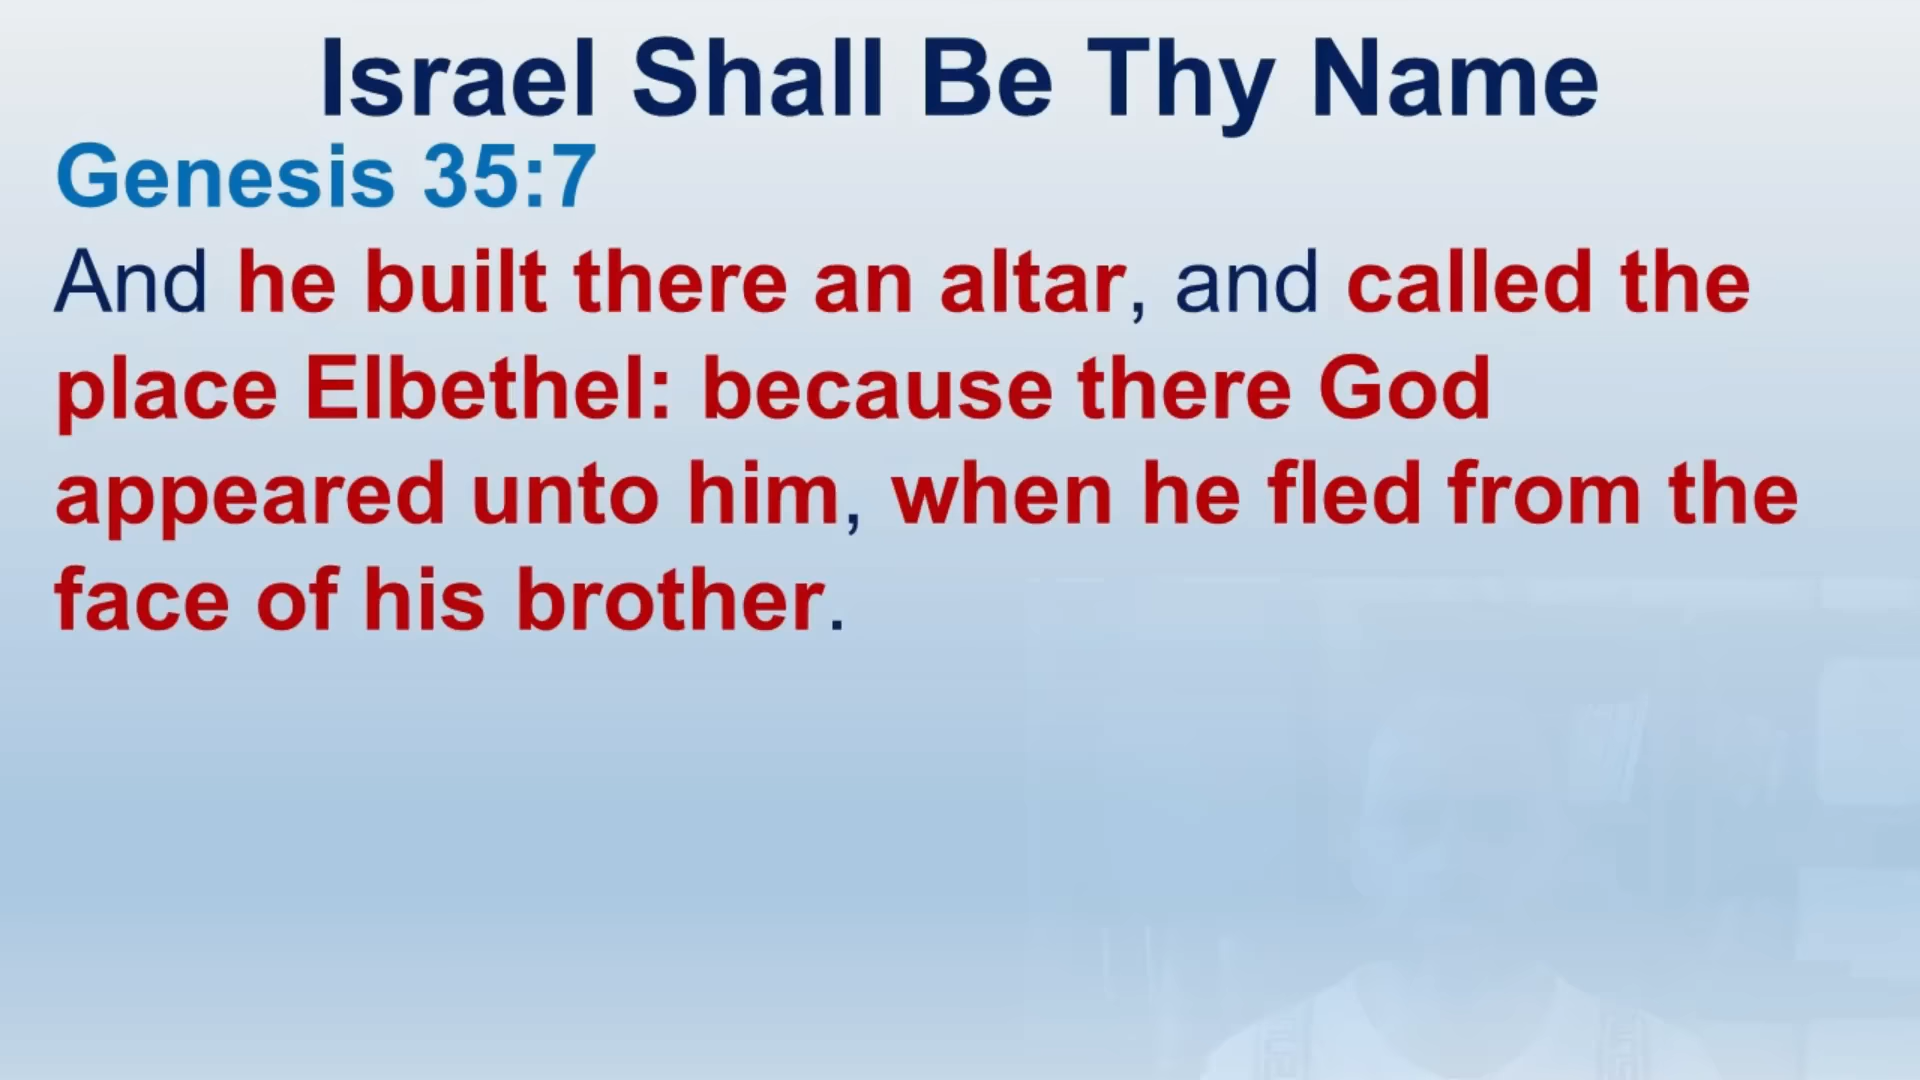 Israel Shall Be Thy Name
Genesis 35:7
And he built there an altar, and called the
place Elbethel: because there God
appeared unto him, when he fled from the
face of his brother.